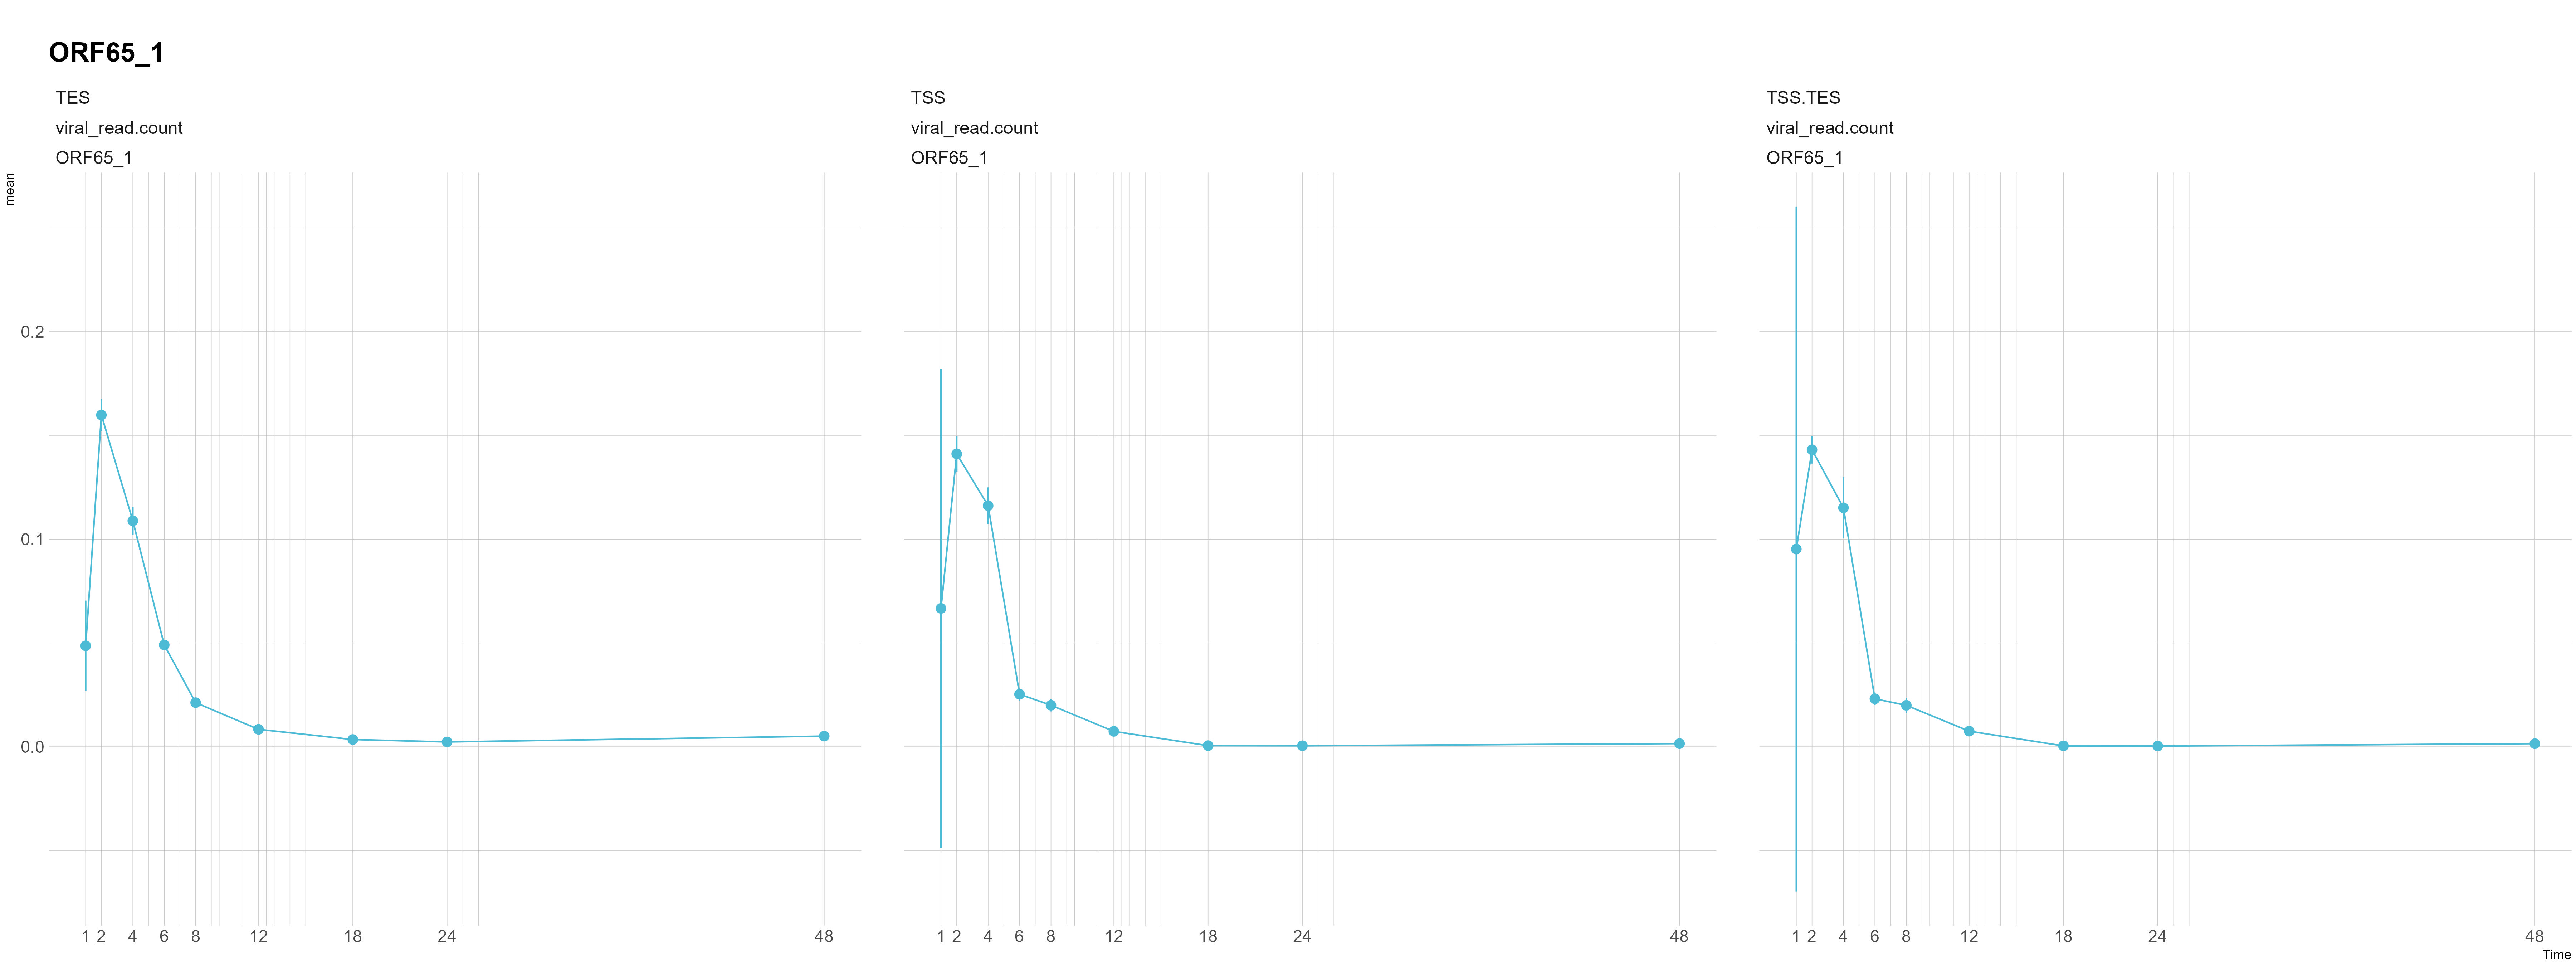 ORF65_1
TES
viral_read.count
ORF65_1
TSS
viral_read.count
ORF65_1
TSS.TES
viral_read.count
ORF65_1
mean
0.2
0.1
0.0
1 2 4 6 8 12 18 24 48
1 2 4 6 8 12 18 24 48
1 2 4 6 8 12 18 24 48
Time